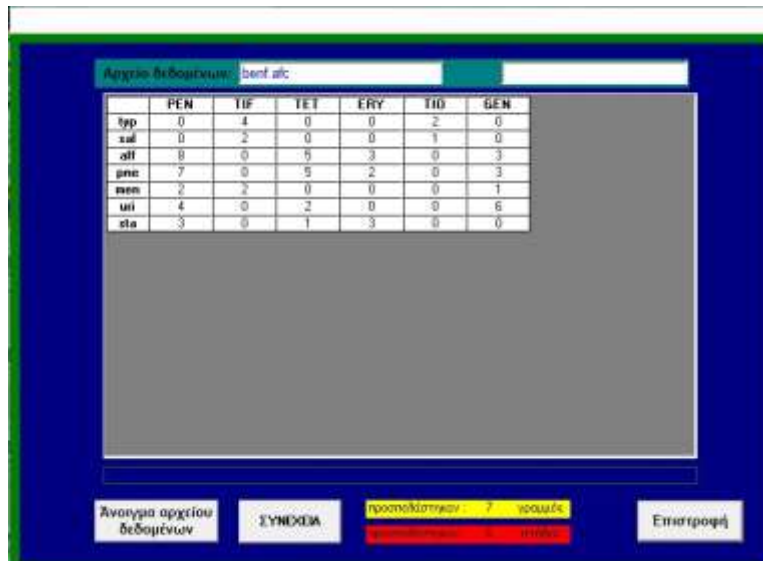 Αρχείο δεδομένων: benf.afc
PEN TIF TET ERY TIO GEN
typ 0 4 0 0 2 0
sal 0 2 0 0 1 0
alf 8 0 5 3 0 3
pne 7 0 5 2 0 3
men 2 2 0 0 0 1
uri 4 0 2 0 0 6
sta 3 0 1 3 0 0
Άνοιγμα αρχείου
δεδομένων
ΣΥΝΕΧΕΙΑ
7 γραμμές
Επιστροφή